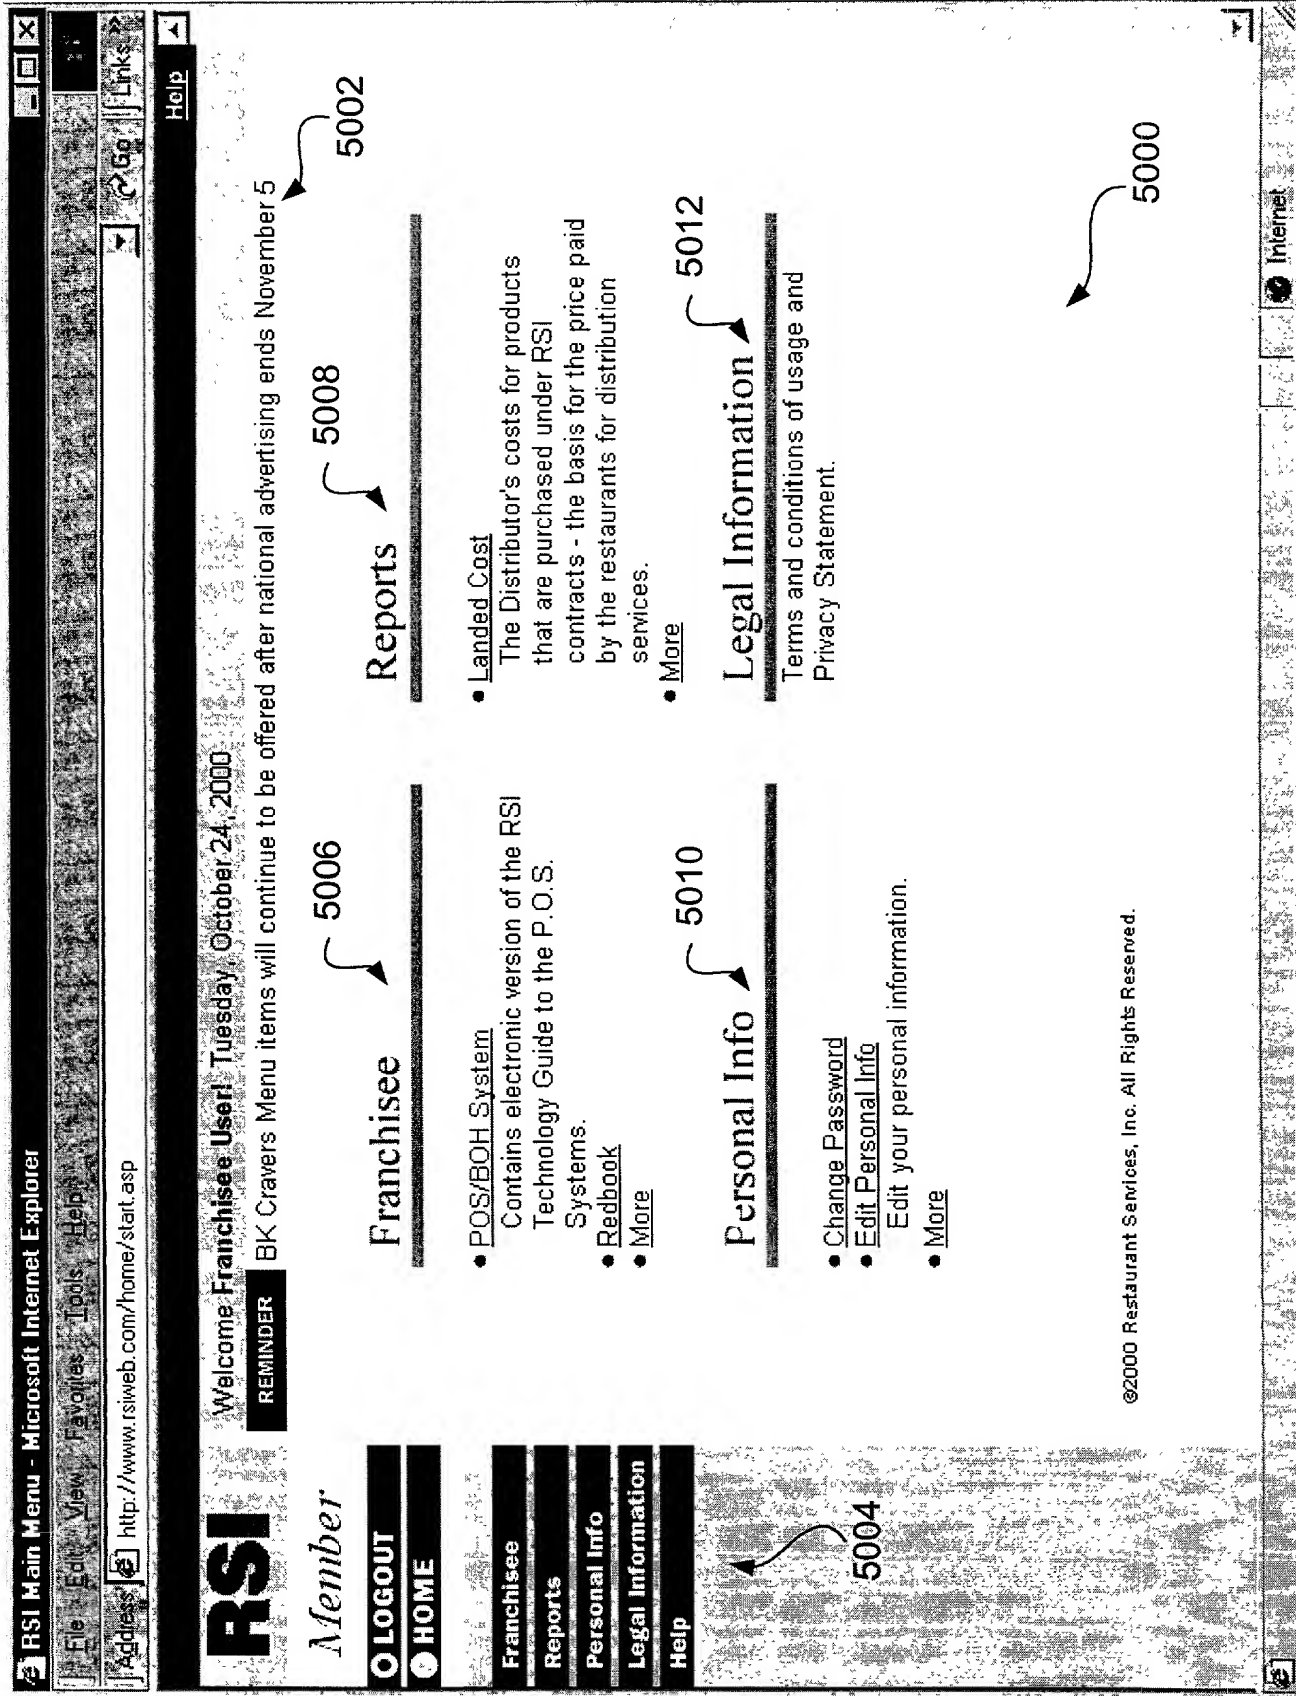 RSI Main Menu - Microsoft Internet Explorer
File Edit View Favorites Tools Help
Address http://www.rsiweb.com/home/start.asp Go Links »
Help
RSI
Welcome Franchisee User! Tuesday, October 24, 2000
REMINDER BK Cravers Menu items will continue to be offered after national advertising ends November 5
5002
Member
LOGOUT
HOME
Franchisee
Reports
Personal Info
Legal Information
Help
5004
5006
Franchisee
• POS/BOH System
Contains electronic version of the RSI
Technology Guide to the P.O.S.
Systems.
• Redbook
• More
5008
Reports
• Landed Cost
The Distributor's costs for products
that are purchased under RSI
contracts - the basis for the price paid
by the restaurants for distribution
services.
• More
5010
Personal Info
• Change Password
• Edit Personal Info
Edit your personal information.
• More
5012
Legal Information
Terms and conditions of usage and
Privacy Statement.
5000
©2000 Restaurant Services, Inc. All Rights Reserved.
Internet